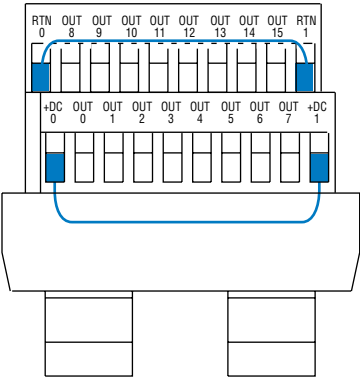 RTN OUT OUT OUT OUT OUT OUT OUT OUT RTN
0 8 9 10 11 12 13 14 15 1
+DC OUT OUT OUT OUT OUT OUT OUT OUT +DC
0 0 1 2 3 4 5 6 7 1